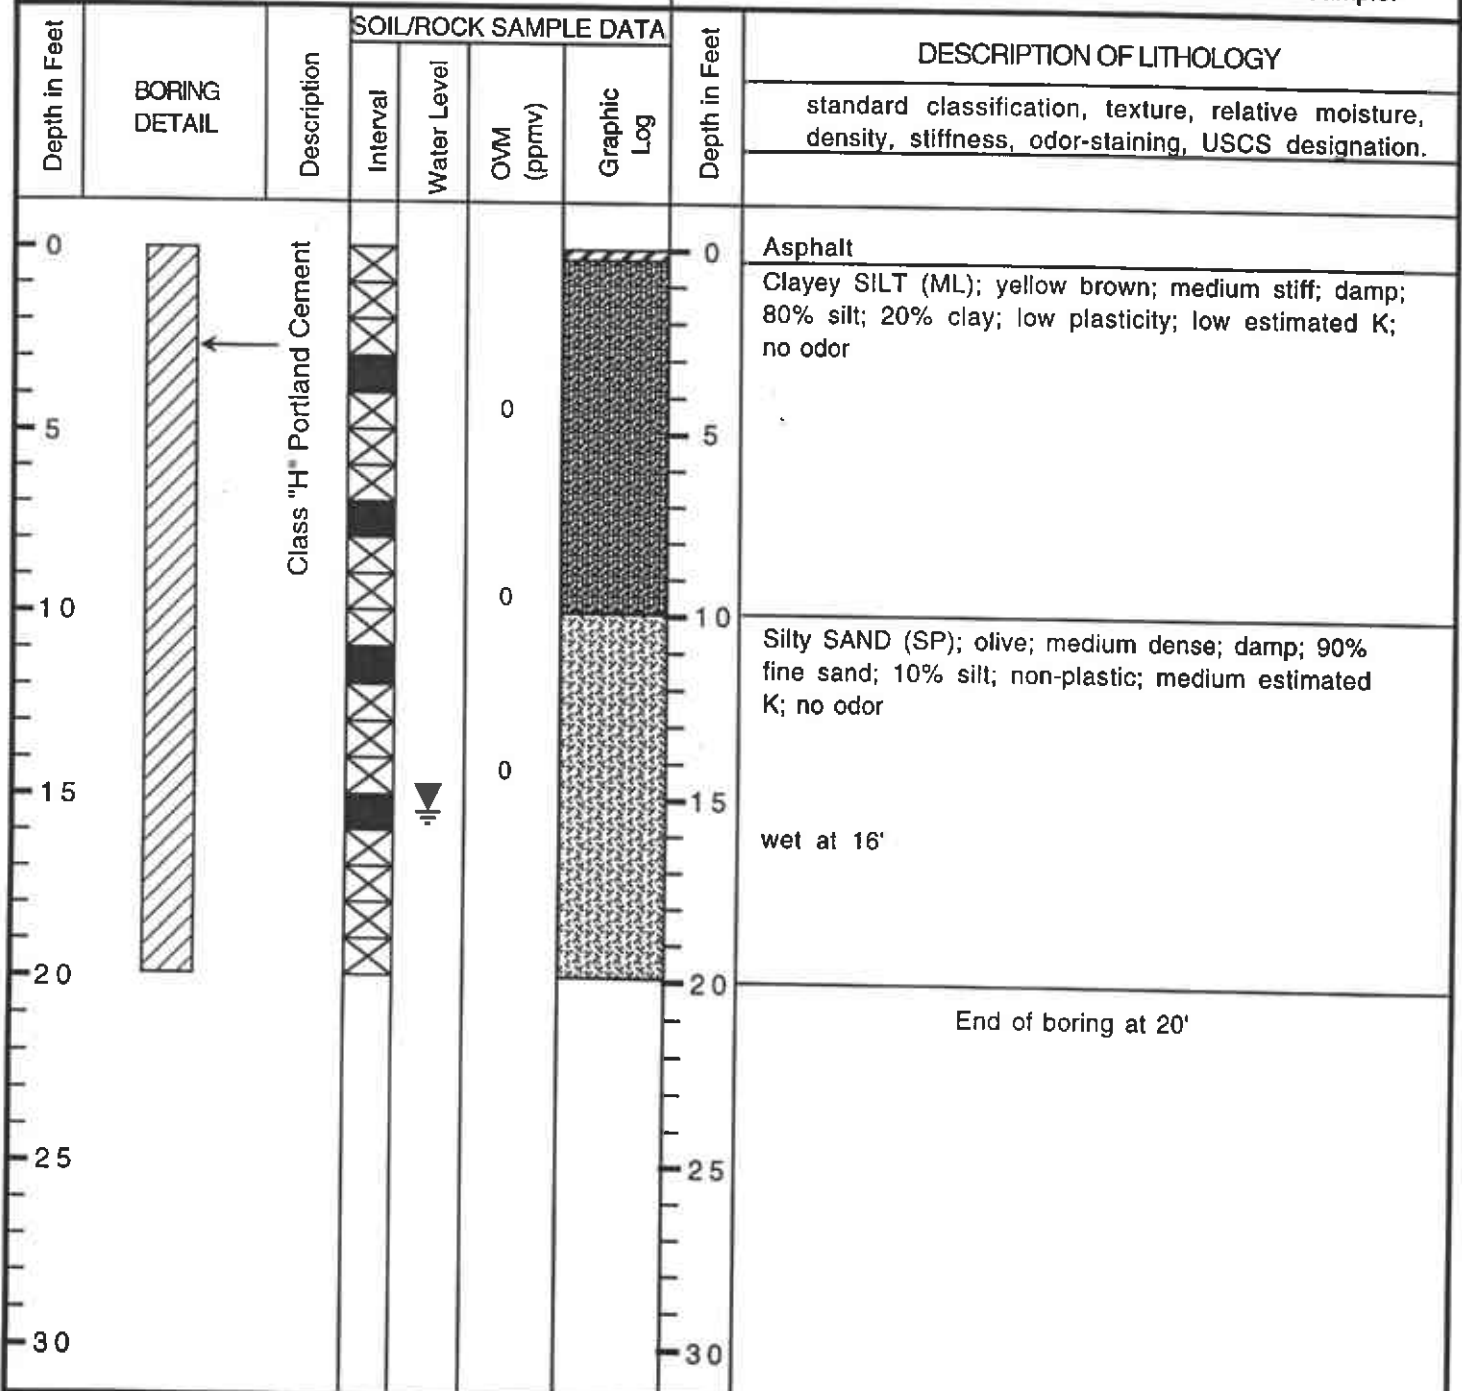 SOIL/ROCK SAMPLE DATA
Depth in Feet
BORING
DETAIL
Description
Interval
Water Level
OVM
(ppmv)
Graphic
Log
Depth in Feet
DESCRIPTION OF LITHOLOGY
standard classification, texture, relative moisture,
density, stiffness, odor-staining, USCS designation.
0
5
10
15
20
25
30
Class "H" Portland Cement
0
0
0
0
5
10
15
20
25
30
Asphalt
Clayey SILT (ML); yellow brown; medium stiff; damp;
80% silt; 20% clay; low plasticity; low estimated K;
no odor
Silty SAND (SP); olive; medium dense; damp; 90%
fine sand; 10% silt; non-plastic; medium estimated
K; no odor
wet at 16'
End of boring at 20'